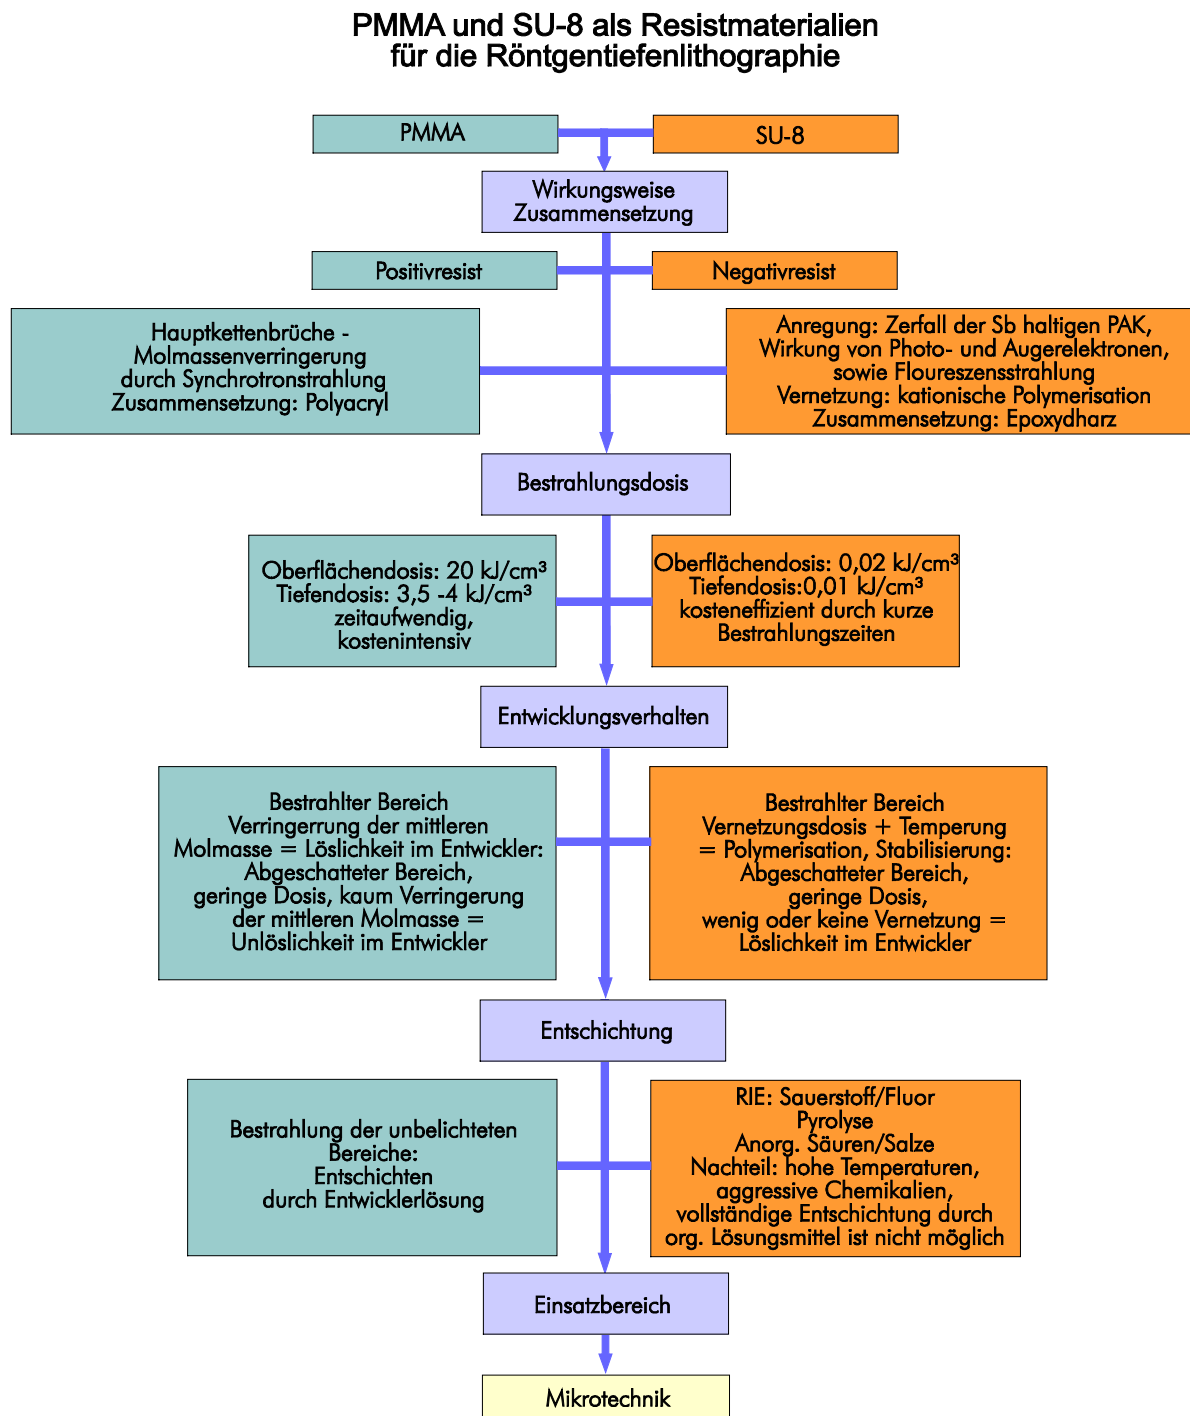 PMMA und SU-8 als Resistmaterialien
für die Röntgentiefenlithographie
PMMA
SU-8
Wirkungsweise
Zusammensetzung
Positivresist
Negativresist
Hauptkettenbrüche -
Molmassenverringerung
durch Synchrotronstrahlung
Zusammensetzung: Polyacryl
Anregung: Zerfall der Sb haltigen PAK,
Wirkung von Photo- und Augerelektronen,
sowie Floureszensstrahlung
Vernetzung: kationische Polymerisation
Zusammensetzung: Epoxydharz
Bestrahlungsdosis
Oberflächendosis: 20 kJ/cm³
Tiefendosis: 3,5 -4 kJ/cm³
zeitaufwendig,
kostenintensiv
Oberflächendosis: 0,02 kJ/cm³
Tiefendosis:0,01 kJ/cm³
kosteneffizient durch kurze
Bestrahlungszeiten
Entwicklungsverhalten
Bestrahlter Bereich
Verringerrung der mittleren
Molmasse = Löslichkeit im Entwickler:
Abgeschatteter Bereich,
geringe Dosis, kaum Verringerung
der mittleren Molmasse =
Unlöslichkeit im Entwickler
Bestrahlter Bereich
Vernetzungsdosis + Temperung
= Polymerisation, Stabilisierung:
Abgeschatteter Bereich,
geringe Dosis,
wenig oder keine Vernetzung =
Löslichkeit im Entwickler
Entschichtung
Bestrahlung der unbelichteten
Bereiche:
Entschichten
durch Entwicklerlösung
RIE: Sauerstoff/Fluor
Pyrolyse
Anorg. Säuren/Salze
Nachteil: hohe Temperaturen,
aggressive Chemikalien,
vollständige Entschichtung durch
org. Lösungsmittel ist nicht möglich
Einsatzbereich
Mikrotechnik